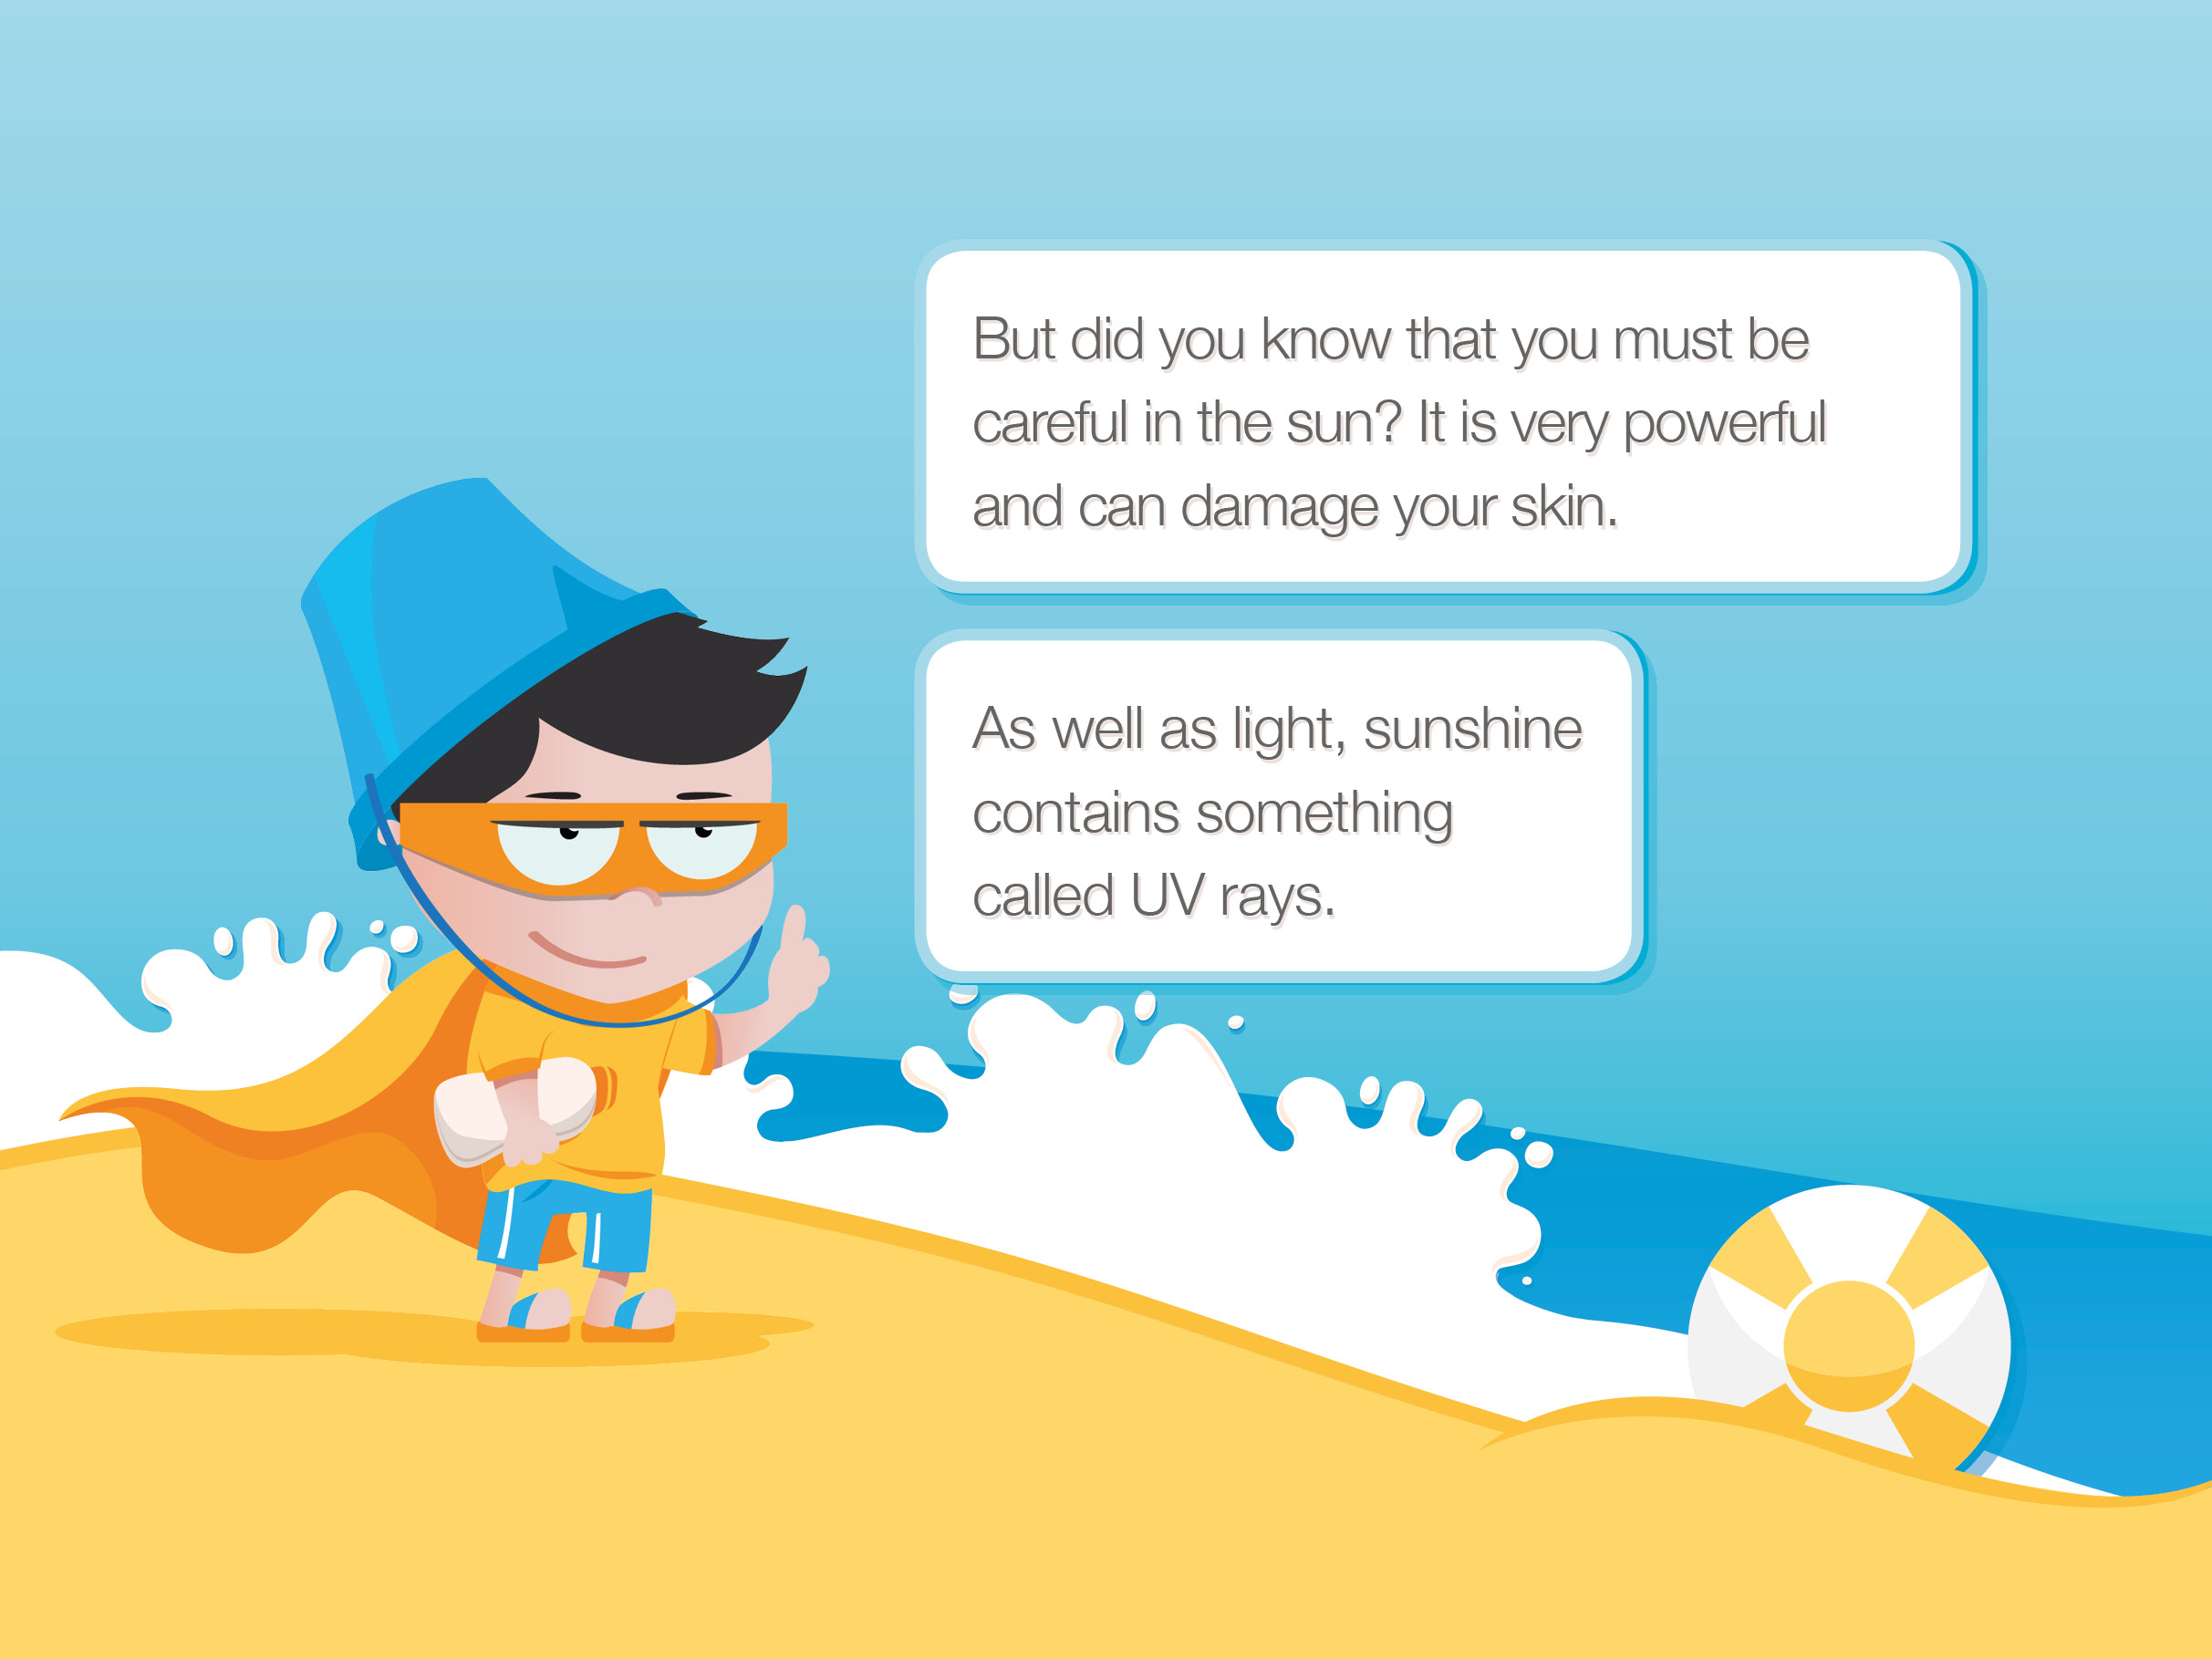 But did you know that you must be
careful in the sun? It is very powerful
and can damage your skin.
As well as light, sunshine
contains something
called UV rays.